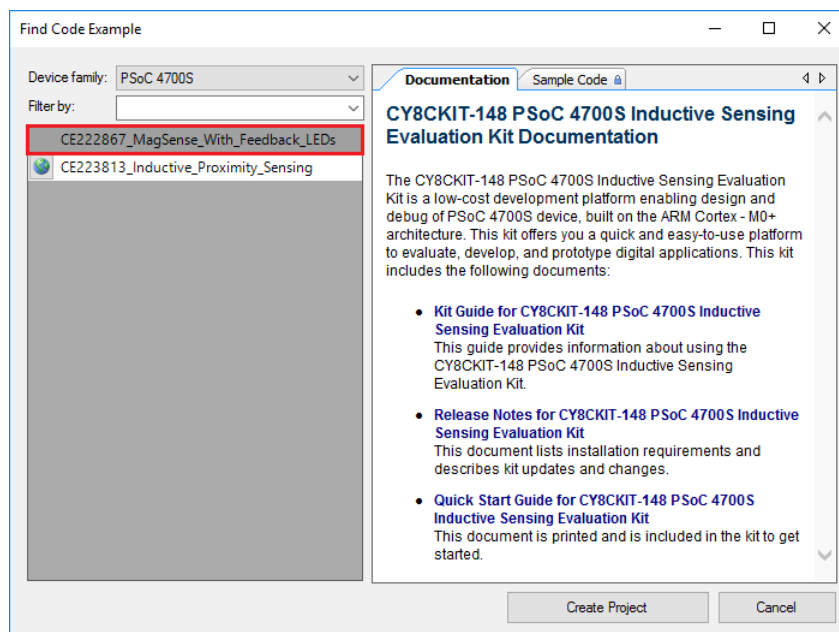 Find Code Example
Device family: PSoC 4700S
Filter by:
CE222867_MagSense_With_Feedback_LEDs
CE223813_Inductive_Proximity_Sensing
Documentation Sample Code
CY8CKIT-148 PSoC 4700S Inductive Sensing
Evaluation Kit Documentation
The CY8CKIT-148 PSoC 4700S Inductive Sensing Evaluation
Kit is a low-cost development platform enabling design and
debug of PSoC 4700S device, built on the ARM Cortex - M0+
architecture. This kit offers you a quick and easy-to-use platform
to evaluate, develop, and prototype digital applications. This kit
includes the following documents:
• Kit Guide for CY8CKIT-148 PSoC 4700S Inductive
Sensing Evaluation Kit
This guide provides information about using the
CY8CKIT-148 PSoC 4700S Inductive Sensing
Evaluation Kit.
• Release Notes for CY8CKIT-148 PSoC 4700S Inductive
Sensing Evaluation Kit
This document lists installation requirements and
describes kit updates and changes.
• Quick Start Guide for CY8CKIT-148 PSoC 4700S
Inductive Sensing Evaluation Kit
This document is printed and is included in the kit to get
started.
Create Project Cancel